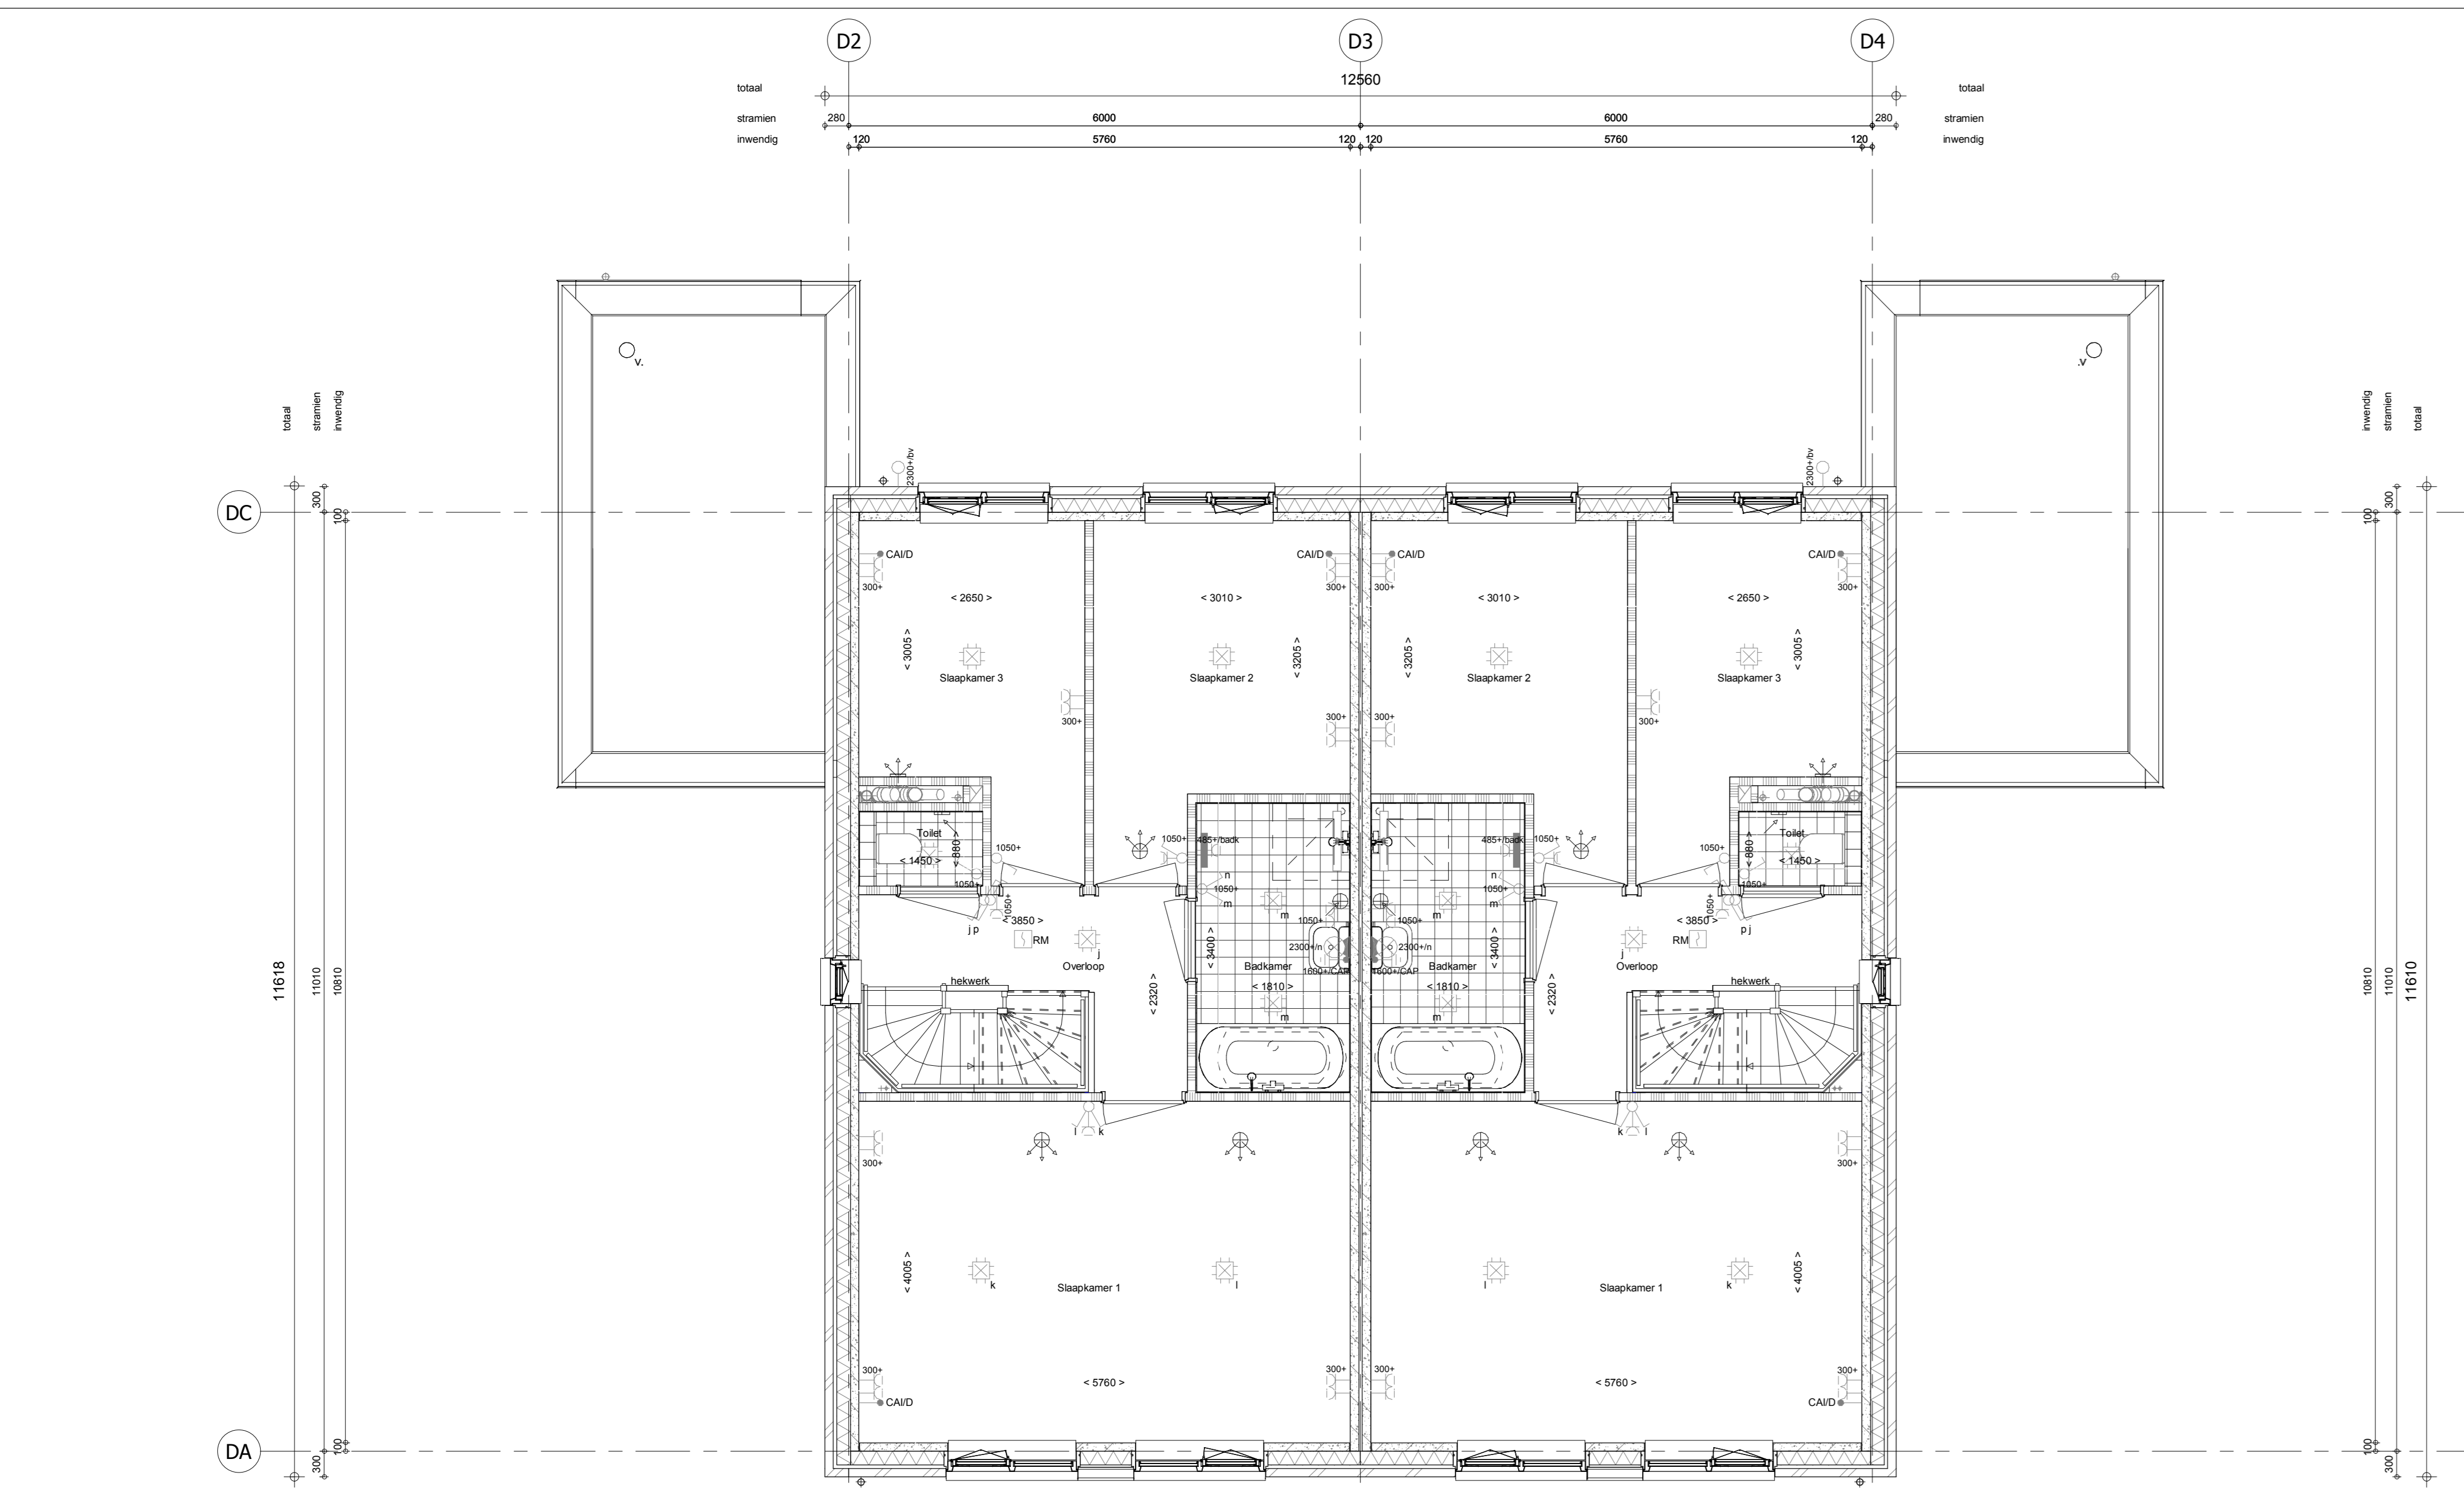 D2 D3 D4
12560
totaal totaal
280 6000 6000 280
stramien stramien
120 5760 120 120 5760 120
inwendig inwendig
v. .v
totaal stramien inwendig
inwendig stramien totaal
2300+/bv 2300+/bv
300 300
DC
100 100
CAI/D CAI/D CAI/D CAI/D
300+ 300+ 300+ 300+
< 2650 > < 3010 > < 3010 > < 2650 >
< 3005 > < 3205 > < 3205 > < 3005 >
Slaapkamer 3 Slaapkamer 2 Slaapkamer 2 Slaapkamer 3
300+ 300+ 300+ 300+
Toilet 1050+ 485+/badk 485+/badk 1050+ Toilet
1050+ 1050+
< 1450 > < 880 > < 880 > < 1450 >
n n
1050+ 1050+ 1050+ 1050+
m m
1050+ m m 1050+
1050+ < 3850 > 1050+ 1050+ < 3850 > 1050+
j p p j
RM RM
2300+/n 2300+/n
j < 3400 > < 3400 > j
Overloop Badkamer Badkamer Overloop
1600+/CAP 1600+/CAP
hekwerk < 2320 > < 1810 > < 1810 > < 2320 > hekwerk
m m
11618 11010 10810
10810 11010 11610
l k k l
300+ 300+
< 4005 > < 4005 >
k l l k
Slaapkamer 1 Slaapkamer 1
300+ 300+ 300+ 300+
< 5760 > < 5760 >
CAI/D CAI/D
100 100
DA
300 300